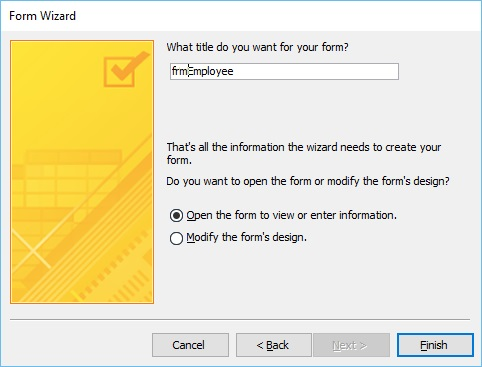 Form Wizard
What title do you want for your form?
frmEmployee
That's all the information the wizard needs to create your
form.
Do you want to open the form or modify the form's design?
Open the form to view or enter information.
Modify the form's design.
Cancel
< Back
Next >
Finish